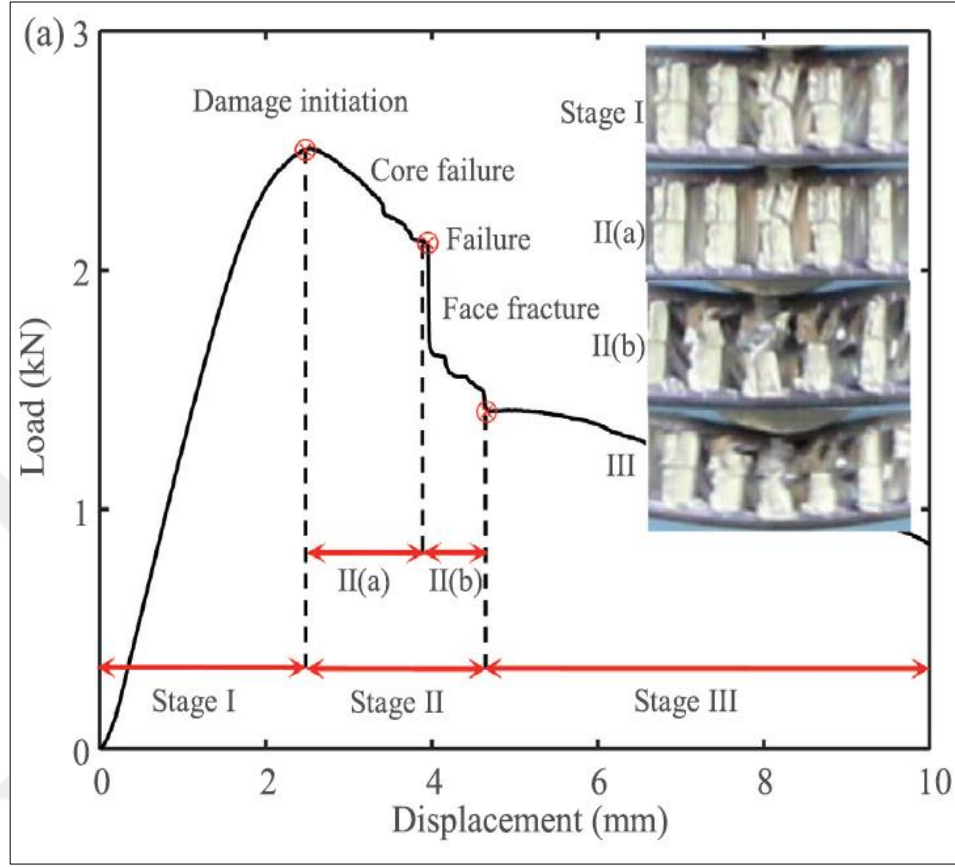 (a)
3
Damage initiation
Stage I
Core failure
II(a)
Failure
2
Face fracture
II(b)
Load (kN)
III
1
II(a)
II(b)
Stage I
Stage II
Stage III
0
0
2
4
6
8
10
Displacement (mm)